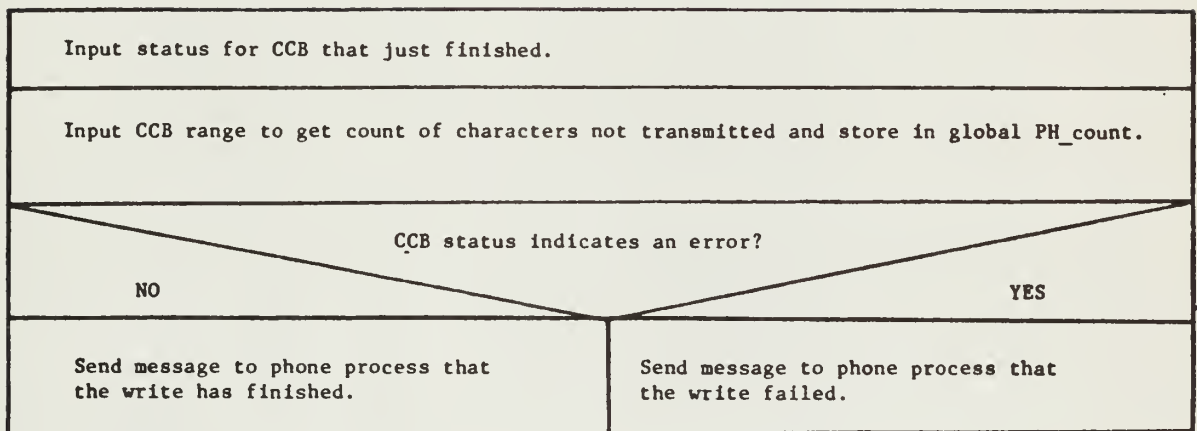 Input status for CCB that just finished.
Input CCB range to get count of characters not transmitted and store in global PH_count.
CCB status indicates an error?
NO
YES
Send message to phone process that
the write has finished.
Send message to phone process that
the write failed.